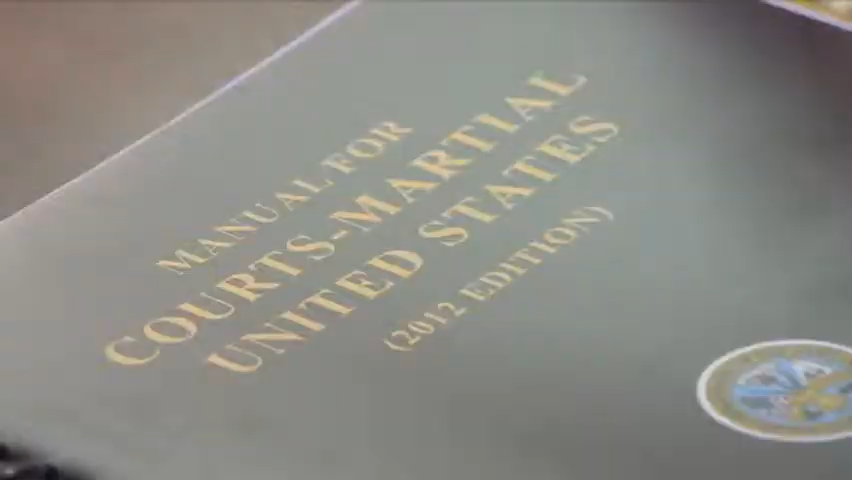 MANUAL FOR
COURTS-MARTIAL
UNITED STATES
(2012 EDITION)